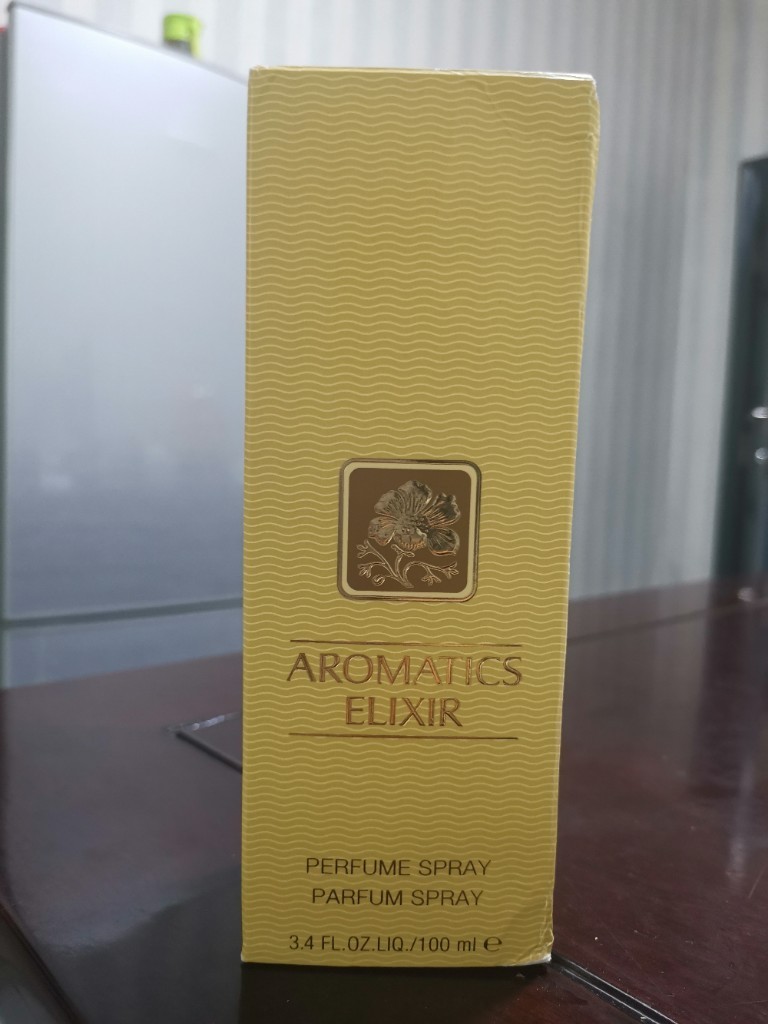 AROMATICS
ELIXIR
PERFUME SPRAY
PARFUM SPRAY
3.4 FL.OZ.LIQ./100 ml ℮